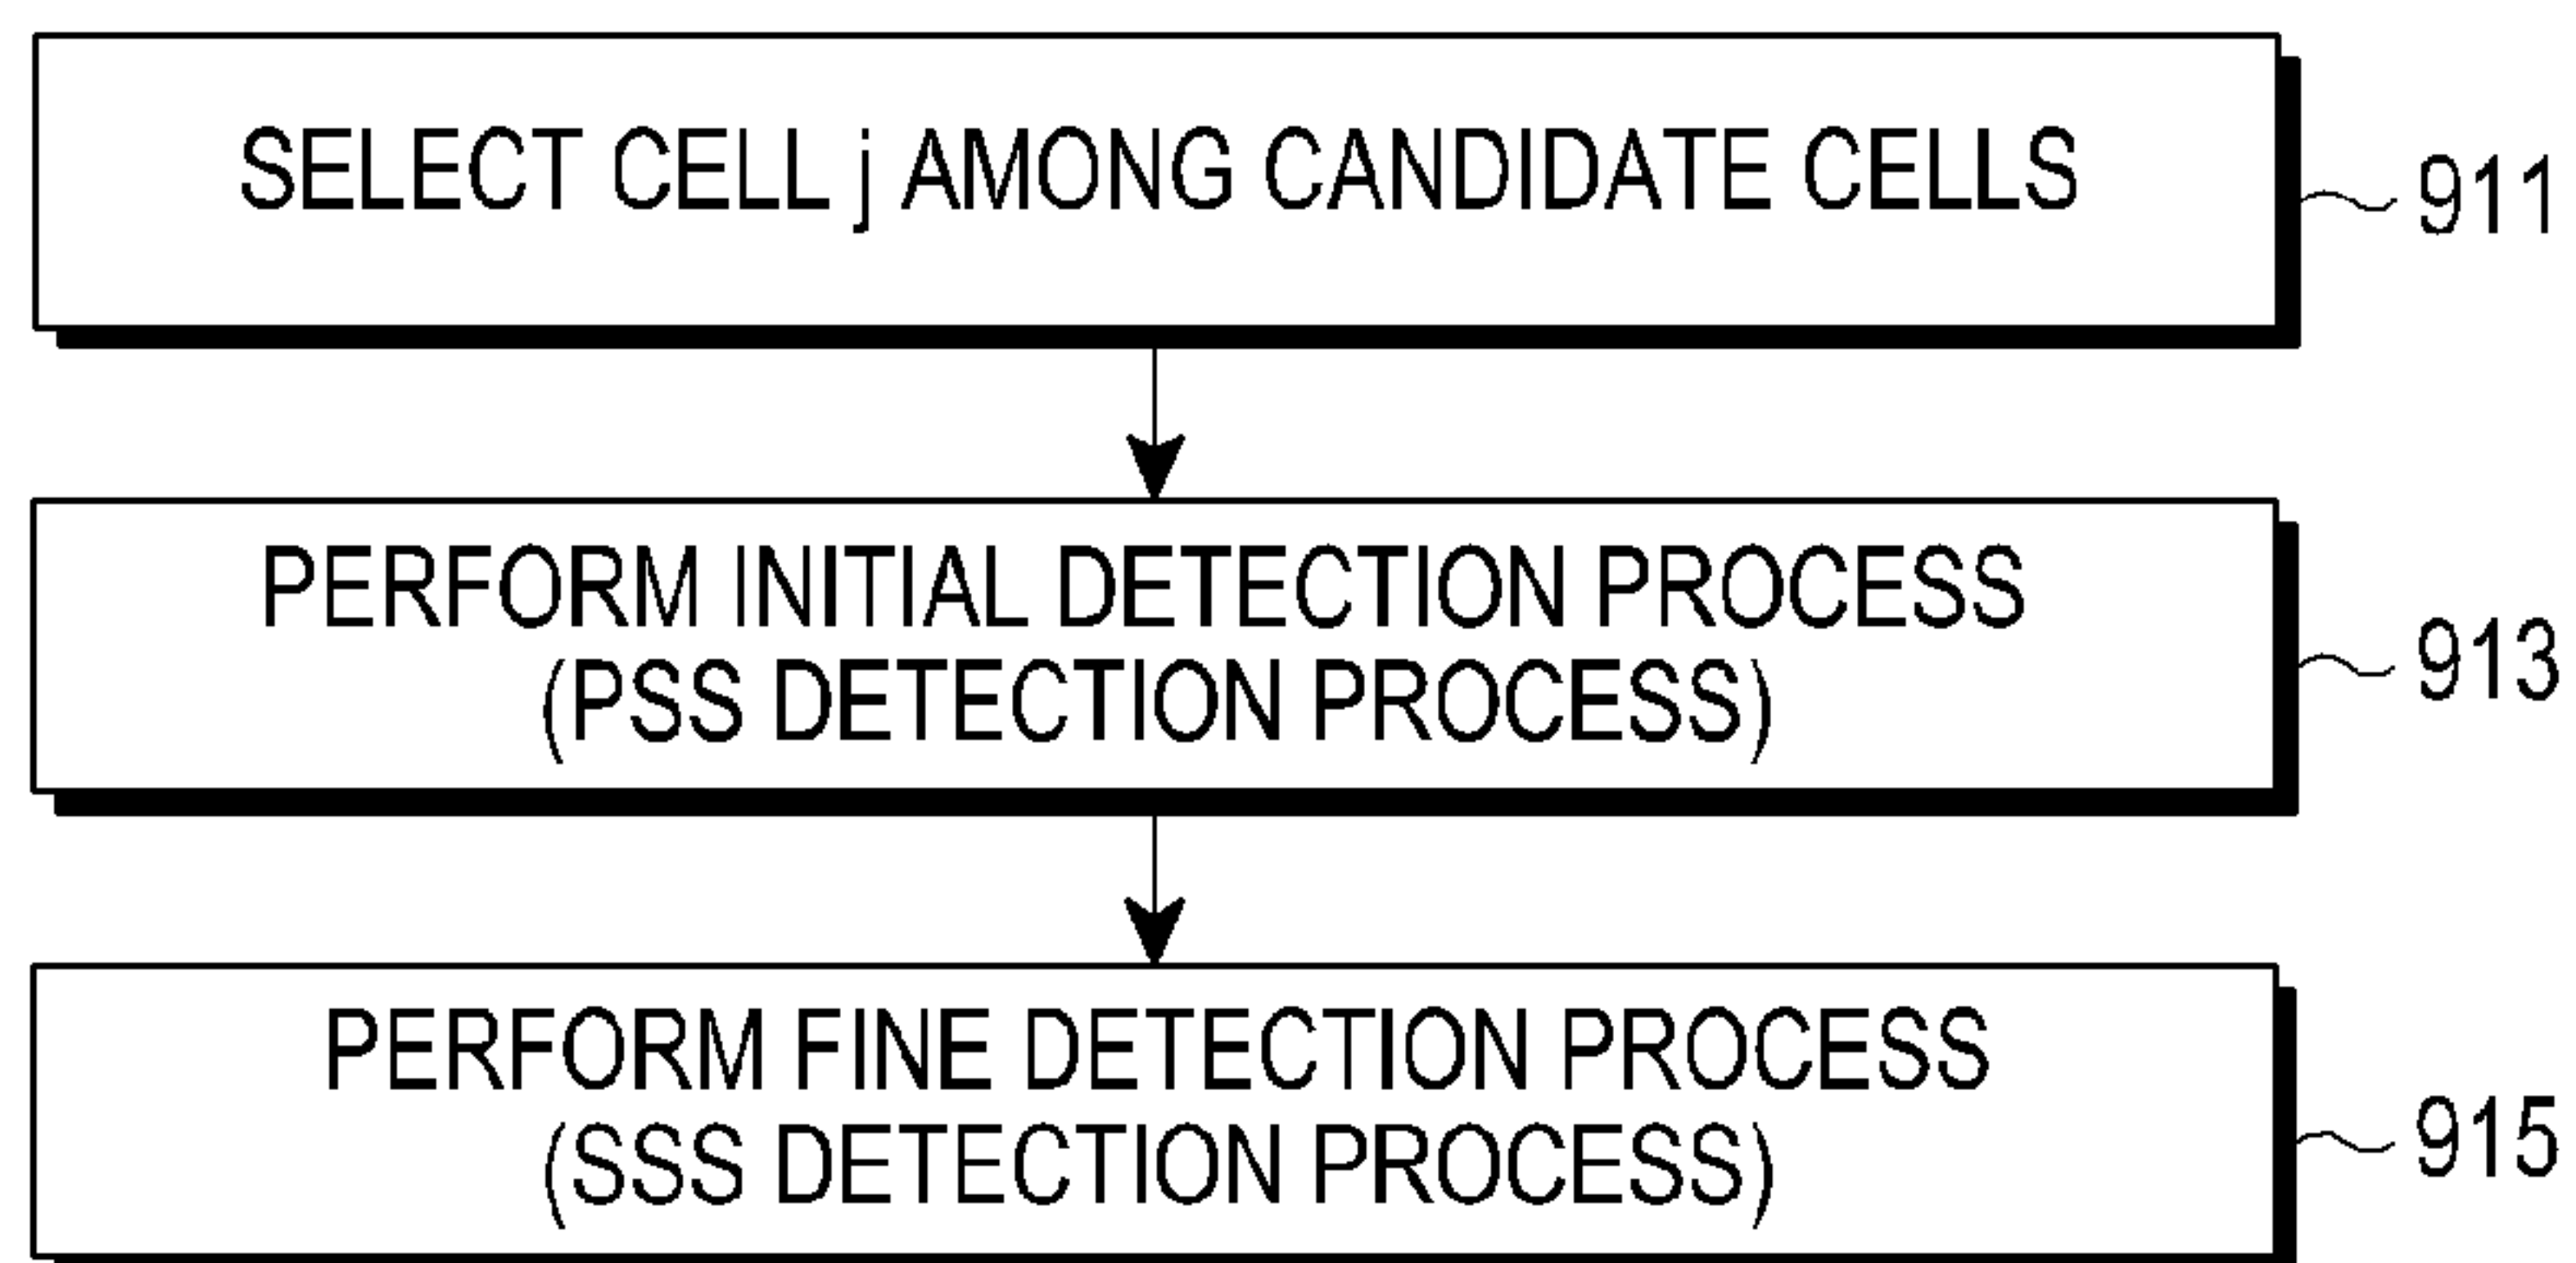 SELECT CELL j AMONG CANDIDATE CELLS
911
PERFORM INITIAL DETECTION PROCESS
(PSS DETECTION PROCESS)
913
PERFORM FINE DETECTION PROCESS
(SSS DETECTION PROCESS)
915